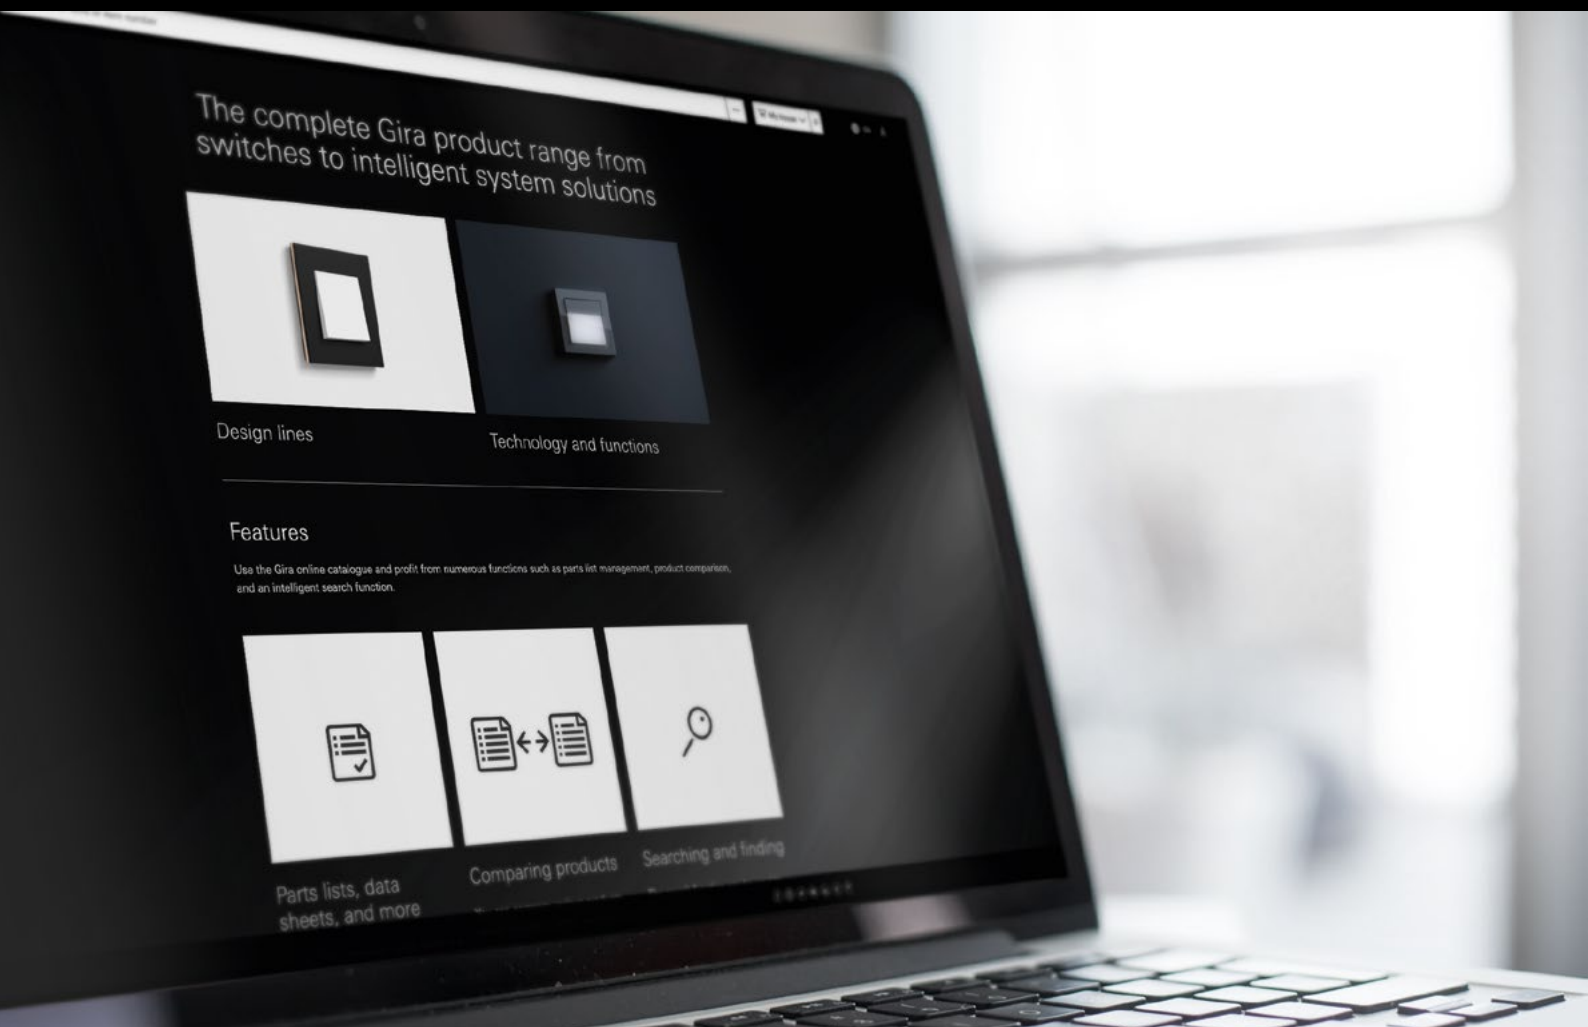 The complete Gira product range from
switches to intelligent system solutions
Design lines
Technology and functions
Features
Use the Gira online catalogue and profit from numerous functions such as parts list management, product comparison,
and an intelligent search function.
Parts lists, data
sheets, and more
Comparing products
Searching and finding